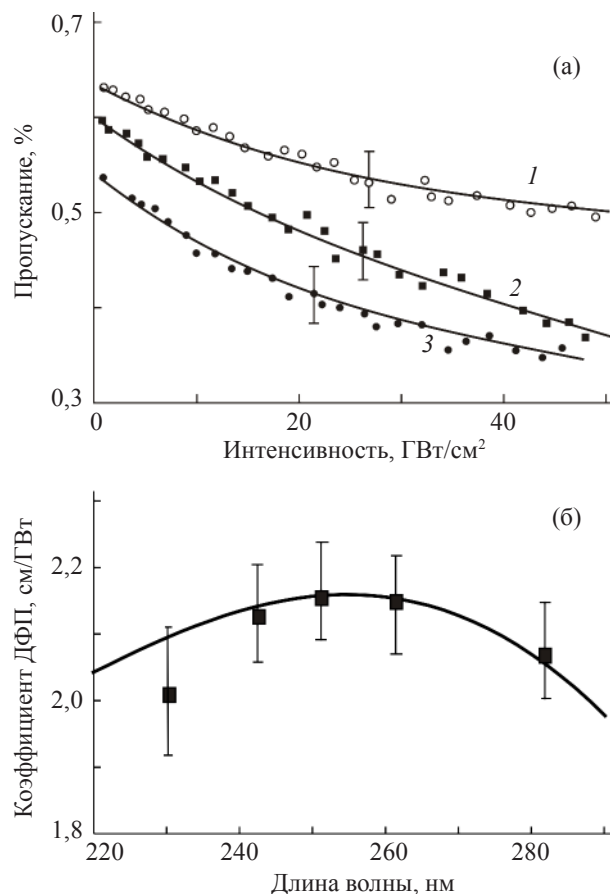 0,7
(а)
Пропускание, %
1
0,5
2
3
0,3
0
20
40
Интенсивность, ГВт/см²
(б)
Коэффициент ДФП, см/ГВт
2,2
2,0
1,8
220
240
260
280
Длина волны, нм